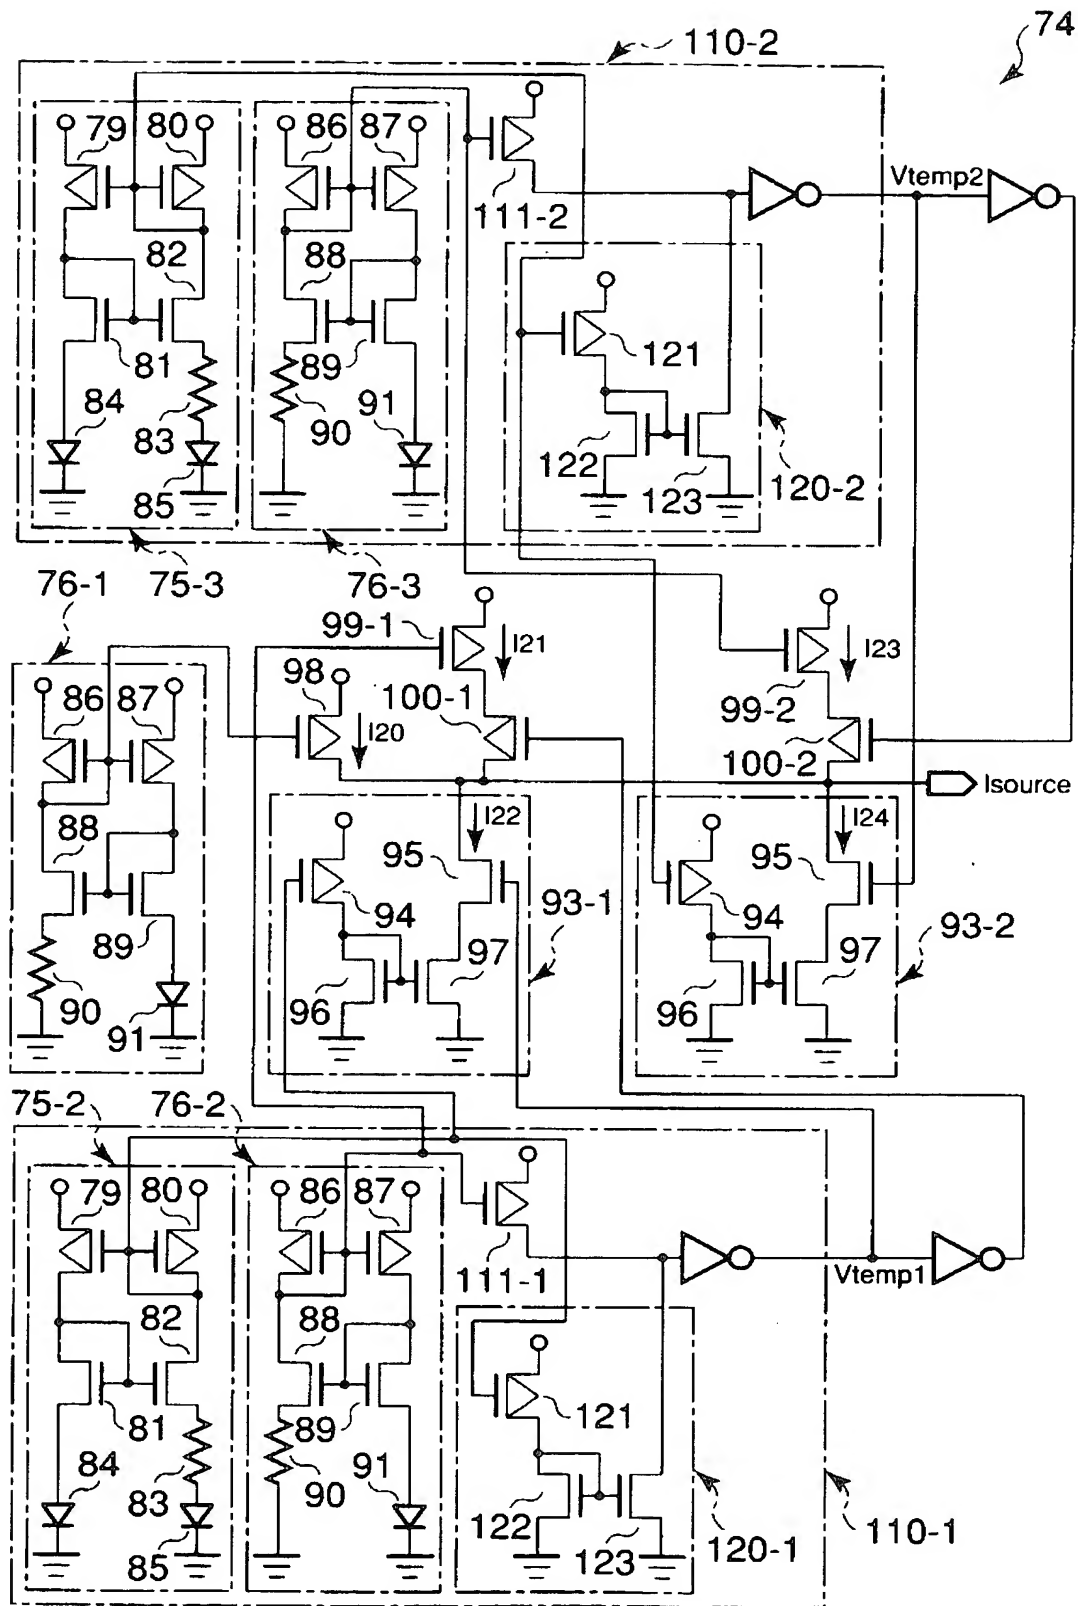 74
110-2
79 80 86 87
111-2
Vtemp2
82 88
81 89
121
84 83 90 91
122 123
85
120-2
75-3 76-3
76-1
99-1 I21 I23
98 100-1 99-2
86 87 I20
100-2
Isource
I22 I24
88 95 95
94 93-1 94 93-2
89
96 97 96 97
90 91
75-2 76-2
79 80 86 87
111-1
Vtemp1
82 88
81 89 121
84 83 90 91
122 123
85
120-1 110-1